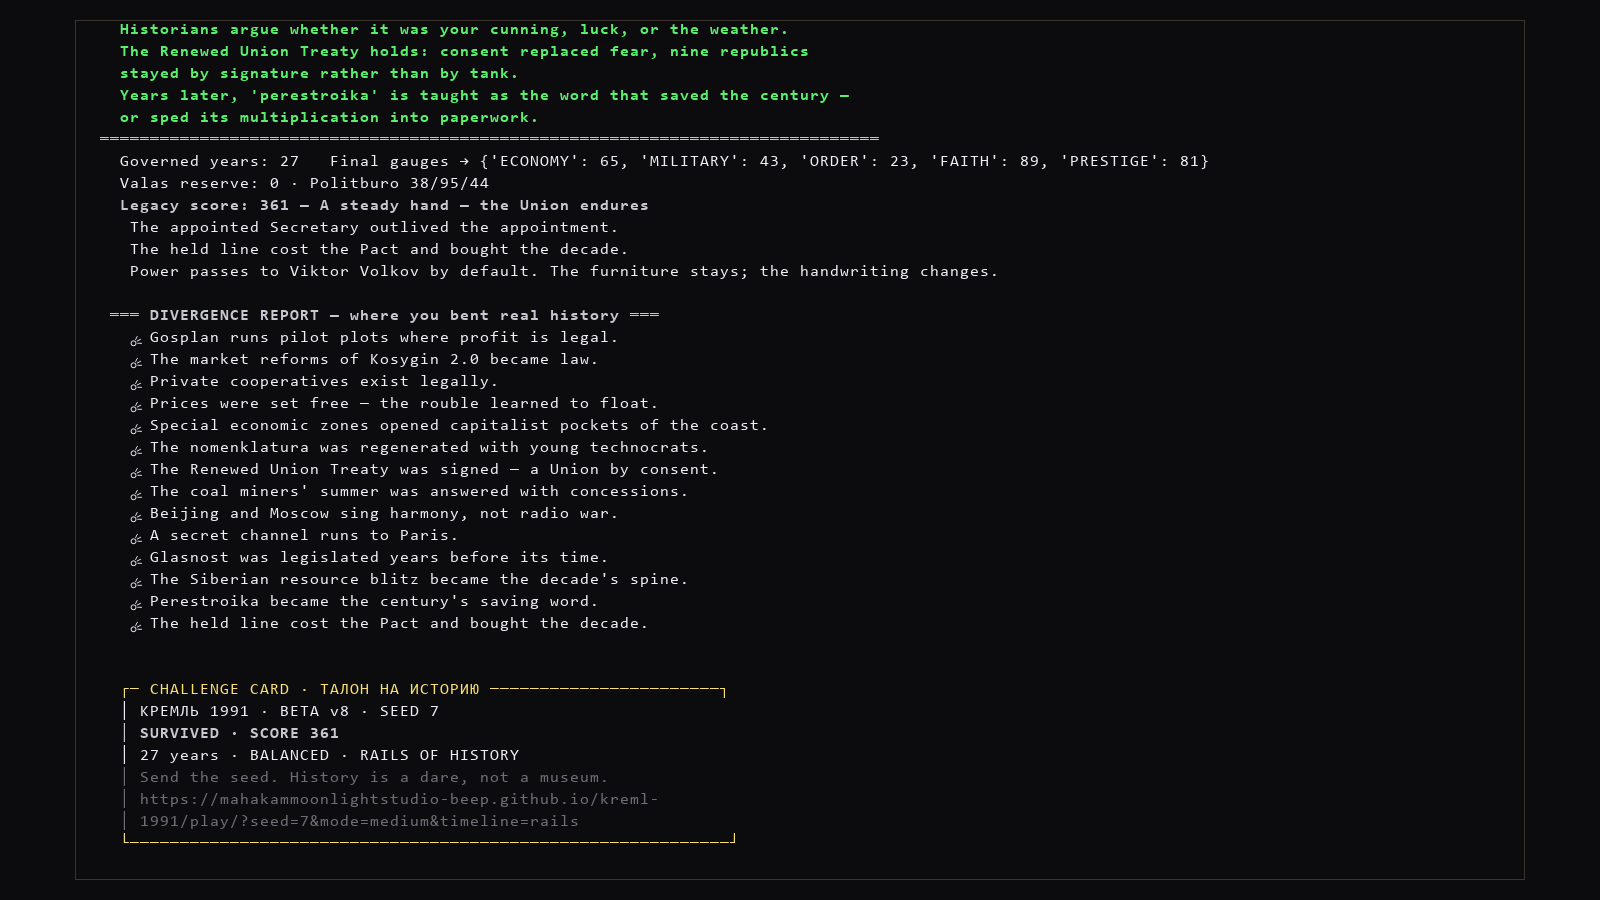 Historians argue whether it was your cunning, luck, or the weather.
The Renewed Union Treaty holds: consent replaced fear, nine republics
stayed by signature rather than by tank.
Years later, 'perestroika' is taught as the word that saved the century —
or sped its multiplication into paperwork.
Governed years: 27   Final gauges → {'ECONOMY': 65, 'MILITARY': 43, 'ORDER': 23, 'FAITH': 89, 'PRESTIGE': 81}
Valas reserve: 0 · Politburo 38/95/44
Legacy score: 361 — A steady hand — the Union endures
The appointed Secretary outlived the appointment.
The held line cost the Pact and bought the decade.
Power passes to Viktor Volkov by default. The furniture stays; the handwriting changes.
═══ DIVERGENCE REPORT — where you bent real history ═══
Gosplan runs pilot plots where profit is legal.
The market reforms of Kosygin 2.0 became law.
Private cooperatives exist legally.
Prices were set free — the rouble learned to float.
Special economic zones opened capitalist pockets of the coast.
The nomenklatura was regenerated with young technocrats.
The Renewed Union Treaty was signed — a Union by consent.
The coal miners' summer was answered with concessions.
Beijing and Moscow sing harmony, not radio war.
A secret channel runs to Paris.
Glasnost was legislated years before its time.
The Siberian resource blitz became the decade's spine.
Perestroika became the century's saving word.
The held line cost the Pact and bought the decade.
CHALLENGE CARD · ТАЛОН НА ИСТОРИЮ
КРЕМЛЬ 1991 · BETA v8 · SEED 7
SURVIVED · SCORE 361
27 years · BALANCED · RAILS OF HISTORY
Send the seed. History is a dare, not a museum.
https://mahakammoonlightstudio-beep.github.io/kreml-
1991/play/?seed=7&mode=medium&timeline=rails